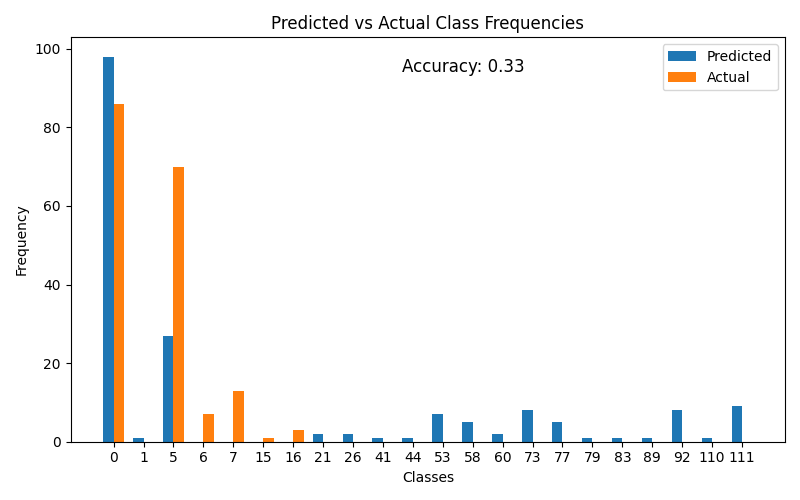 Predicted vs Actual Class Frequencies
Accuracy: 0.33
Predicted
Actual
Frequency
100
80
60
40
20
0
0 1 5 6 7 15 16 21 26 41 44 53 58 60 73 77 79 83 89 92 110 111
Classes